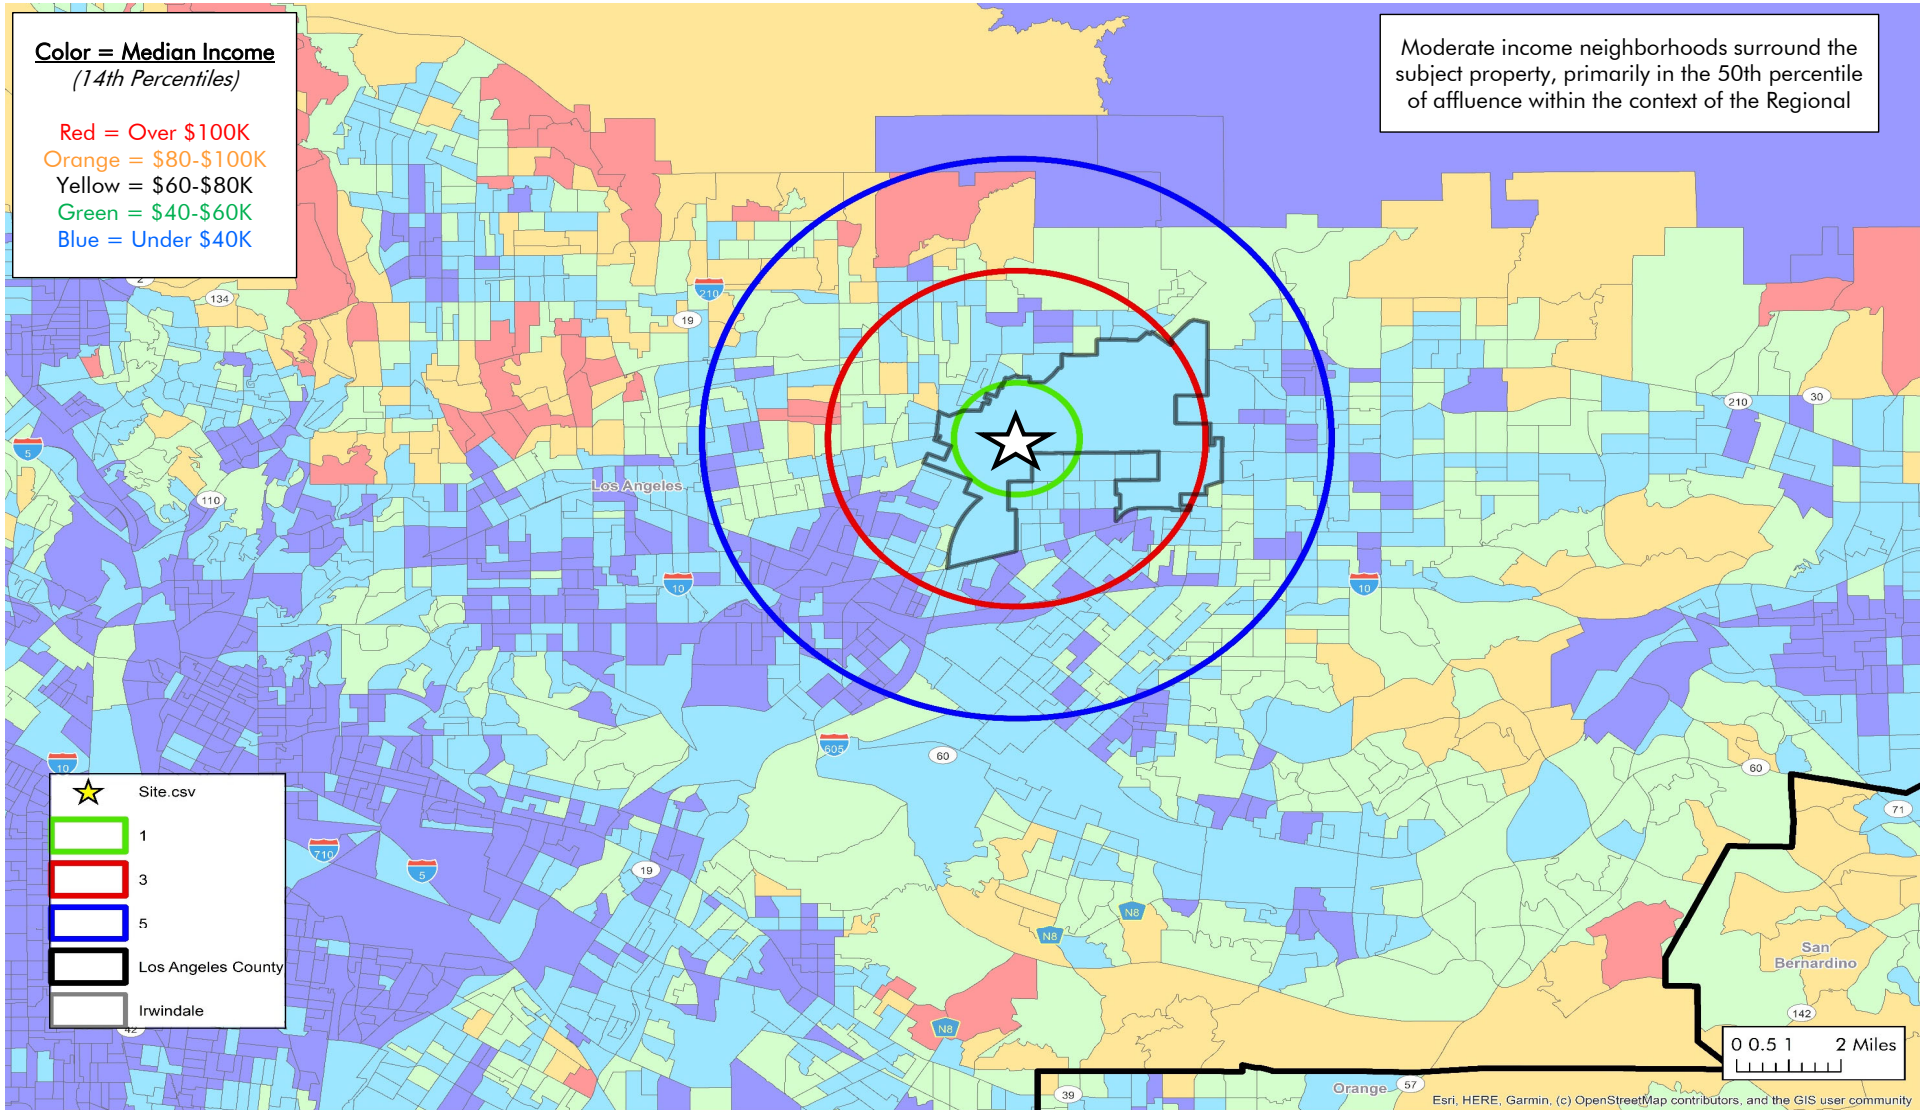 Color = Median Income
(14th Percentiles)
Red = Over $100K
Orange = $80-$100K
Yellow = $60-$80K
Green = $40-$60K
Blue = Under $40K
Moderate income neighborhoods surround the
subject property, primarily in the 50th percentile
of affluence within the context of the Regional
2
134
210
19
5
110
Los Angeles
10
10
210
30
605
60
10
60
71
710
5
19
N8
N8
N8
San
Bernardino
142
42
39
Orange
57
Site.csv
1
3
5
Los Angeles County
Irwindale
0 0.5 1 2 Miles
Esri, HERE, Garmin, (c) OpenStreetMap contributors, and the GIS user community